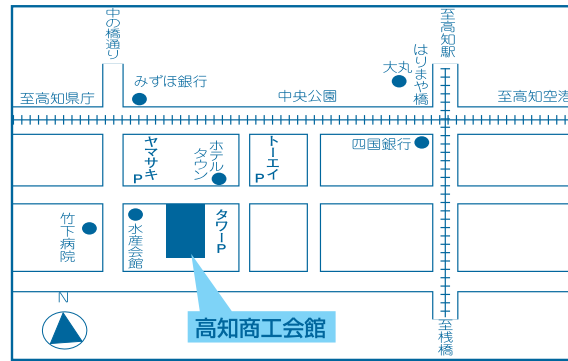 中の橋通り
至高知駅
はりまや橋
大丸
みずほ銀行
至高知県庁
中央公園
至高知空港
ヤマサキ
P
ホテル
タウン
トーエイ
P
四国銀行
竹下病院
水産会館
タワーP
高知商工会館
N
至桟橋